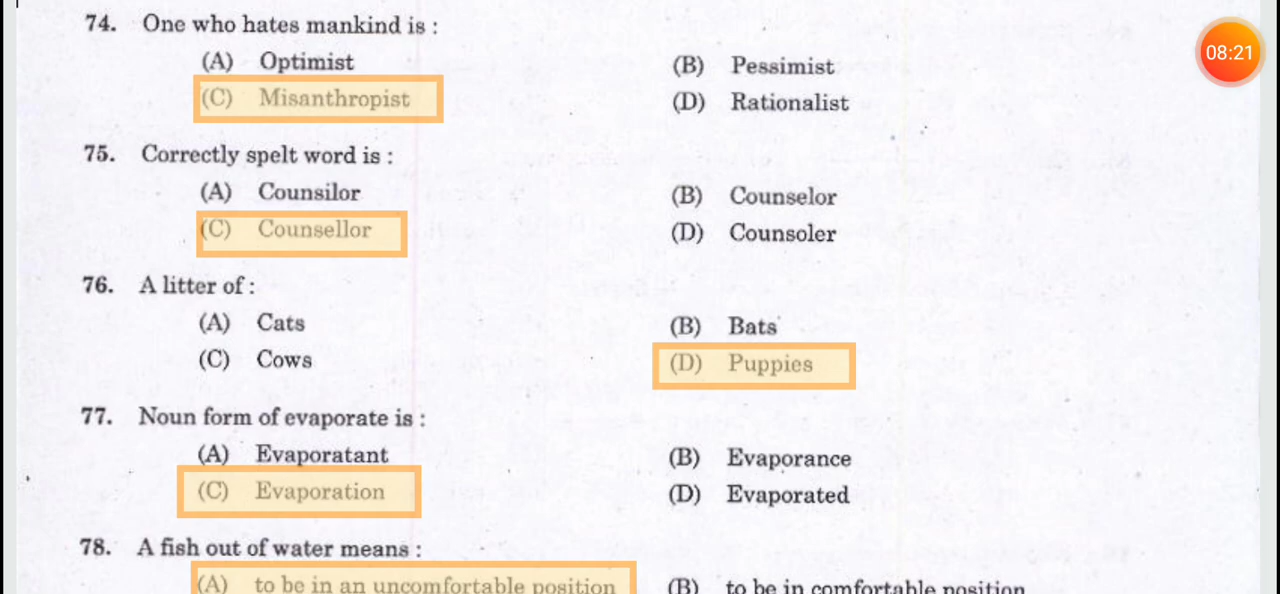 74. One who hates mankind is :
08:21
(A) Optimist (B) Pessimist
(C) Misanthropist (D) Rationalist
75. Correctly spelt word is :
(A) Counsilor (B) Counselor
(C) Counsellor (D) Counsoler
76. A litter of :
(A) Cats (B) Bats
(C) Cows (D) Puppies
77. Noun form of evaporate is :
(A) Evaporatant (B) Evaporance
(C) Evaporation (D) Evaporated
78. A fish out of water means :
(A) to be in an uncomfortable position (B) to be in comfortable position